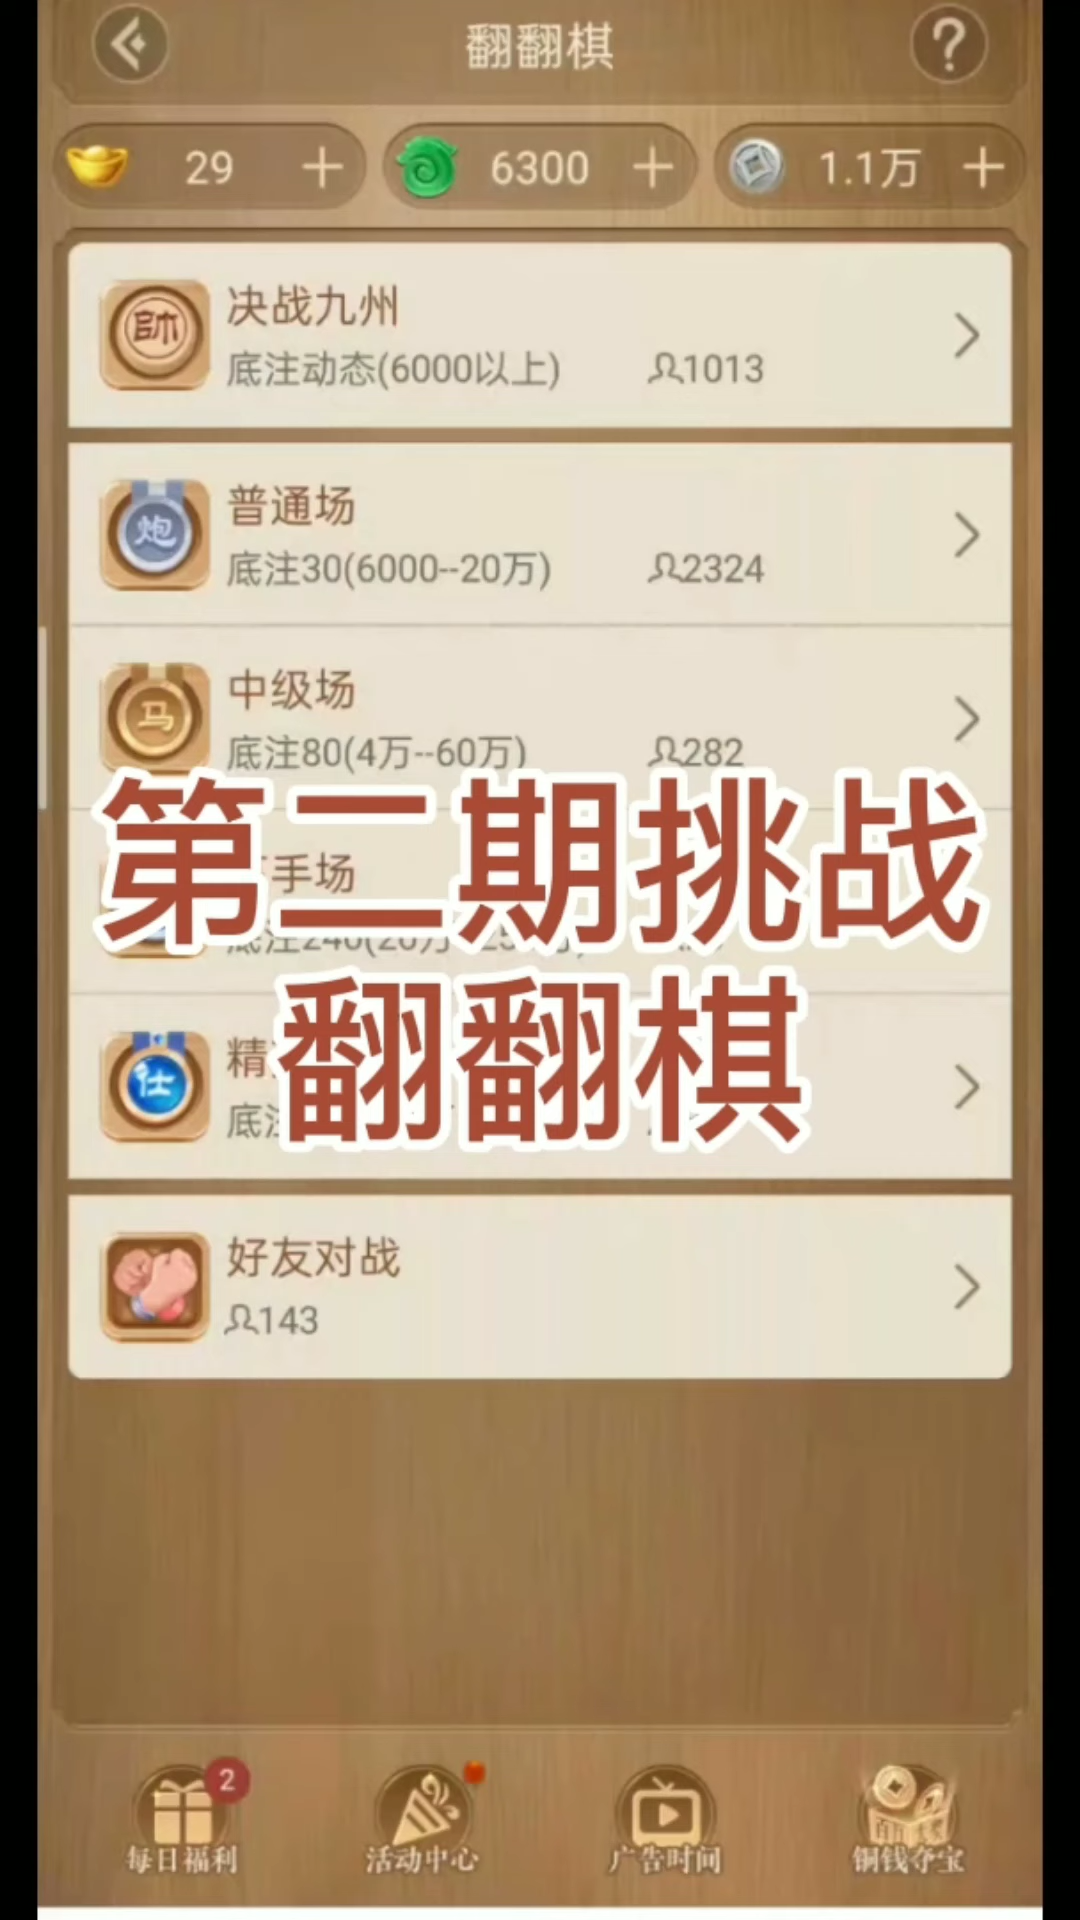 翻翻棋
?
29
6300
1.1万
帥
决战九州
底注动态(6000以上) 1013
炮
普通场
底注30(6000--20万) 2324
马
中级场
底注80(4万--60万) 282
手场
第二期挑战
翻翻棋
仕
精
底
好友对战
143
2
每日福利
活动中心
广告时间
铜钱夺宝